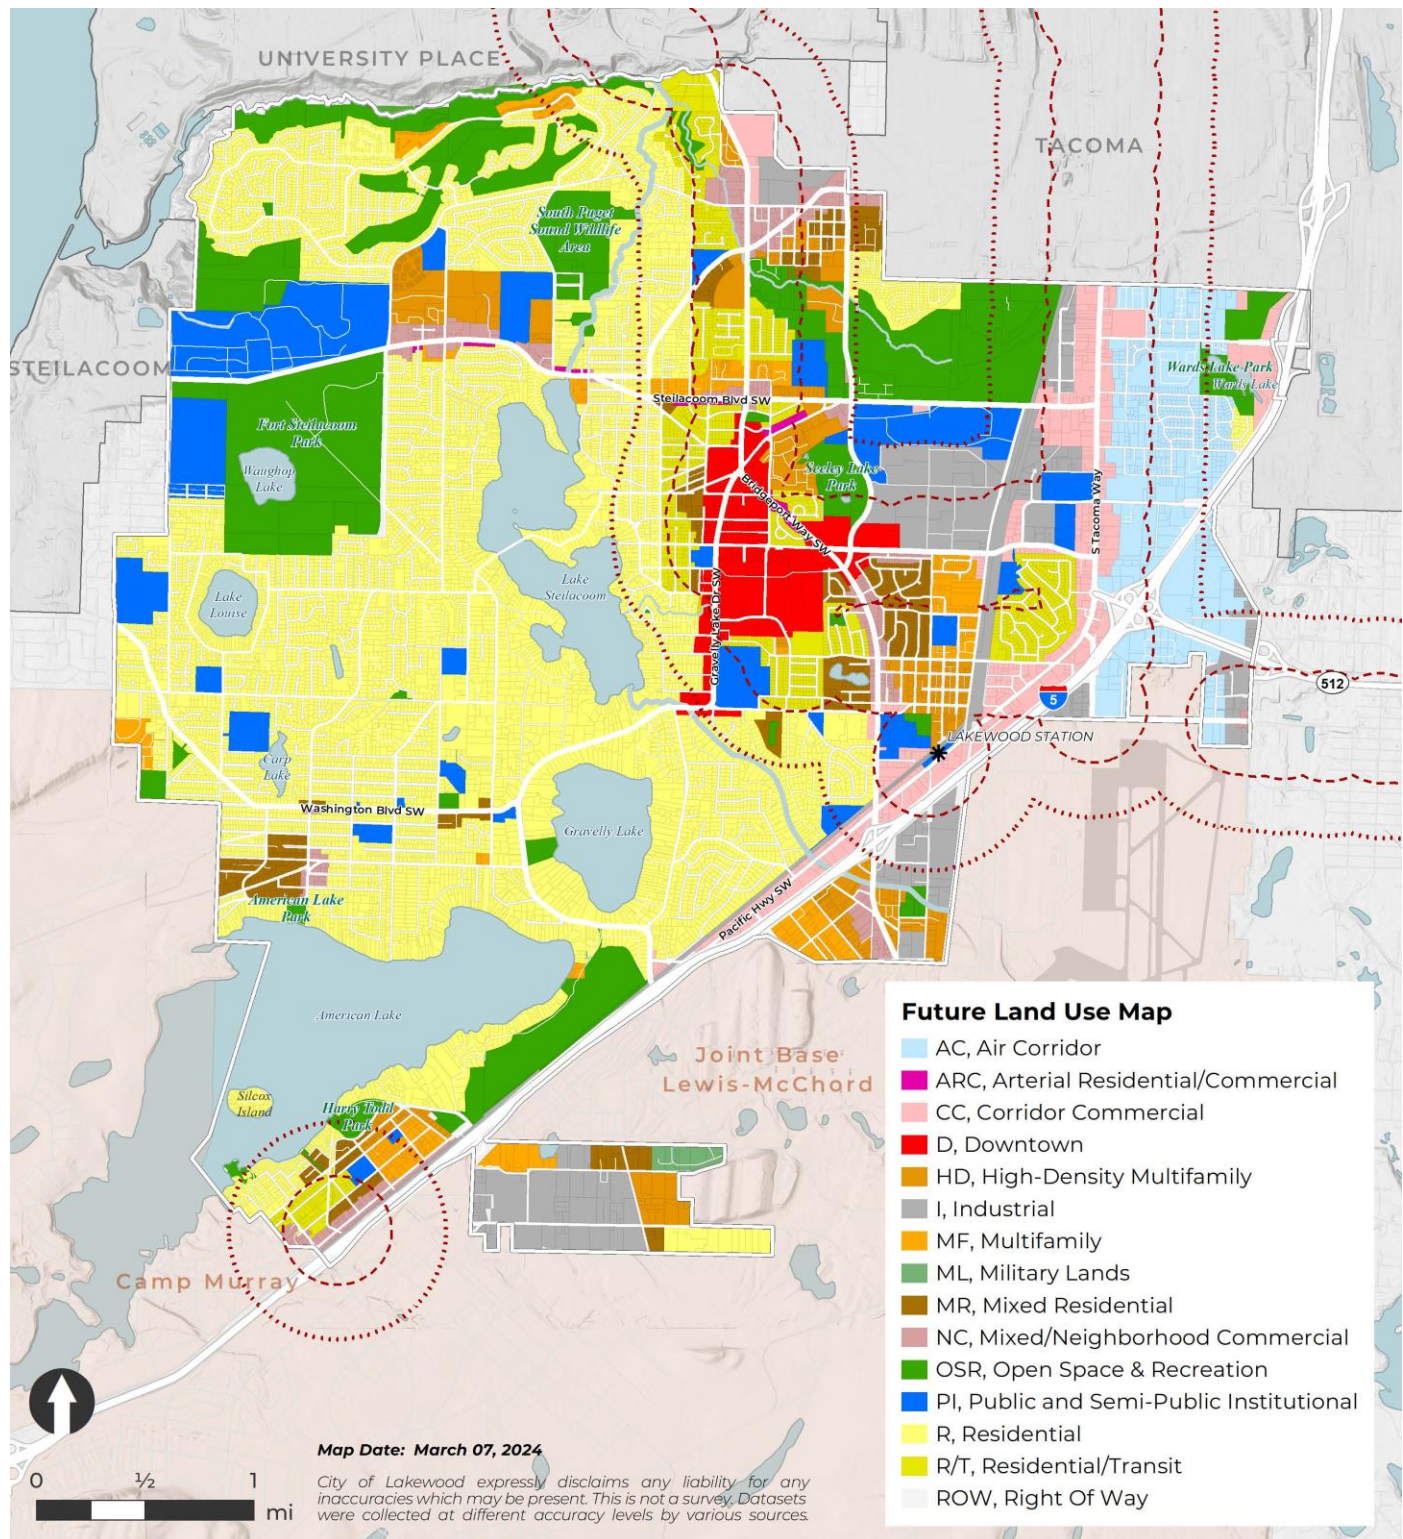 UNIVERSITY PLACE
TACOMA
South Puget
Sound Wildlife
Area
STEILACOOM
Wards Lake Park
Wards Lake
Steilacoom Blvd SW
Fort Steilacoom
Park
Waughop
Lake
Seeley Lake
Park
Bridgeport Way SW
S Tacoma Way
Lake
Louise
Lake
Steilacoom
Gravelly Lake Dr SW
512
5
LAKEWOOD STATION
Carp
Lake
Washington Blvd SW
Gravelly Lake
American Lake
Park
Pacific Hwy SW
American Lake
Joint Base
Lewis-McChord
Silcox
Island
Harry Todd
Park
Camp Murray
Future Land Use Map
AC, Air Corridor
ARC, Arterial Residential/Commercial
CC, Corridor Commercial
D, Downtown
HD, High-Density Multifamily
I, Industrial
MF, Multifamily
ML, Military Lands
MR, Mixed Residential
NC, Mixed/Neighborhood Commercial
OSR, Open Space & Recreation
PI, Public and Semi-Public Institutional
R, Residential
R/T, Residential/Transit
ROW, Right Of Way
0 ½ 1
mi
Map Date: March 07, 2024
City of Lakewood expressly disclaims any liability for any
inaccuracies which may be present. This is not a survey. Datasets
were collected at different accuracy levels by various sources.